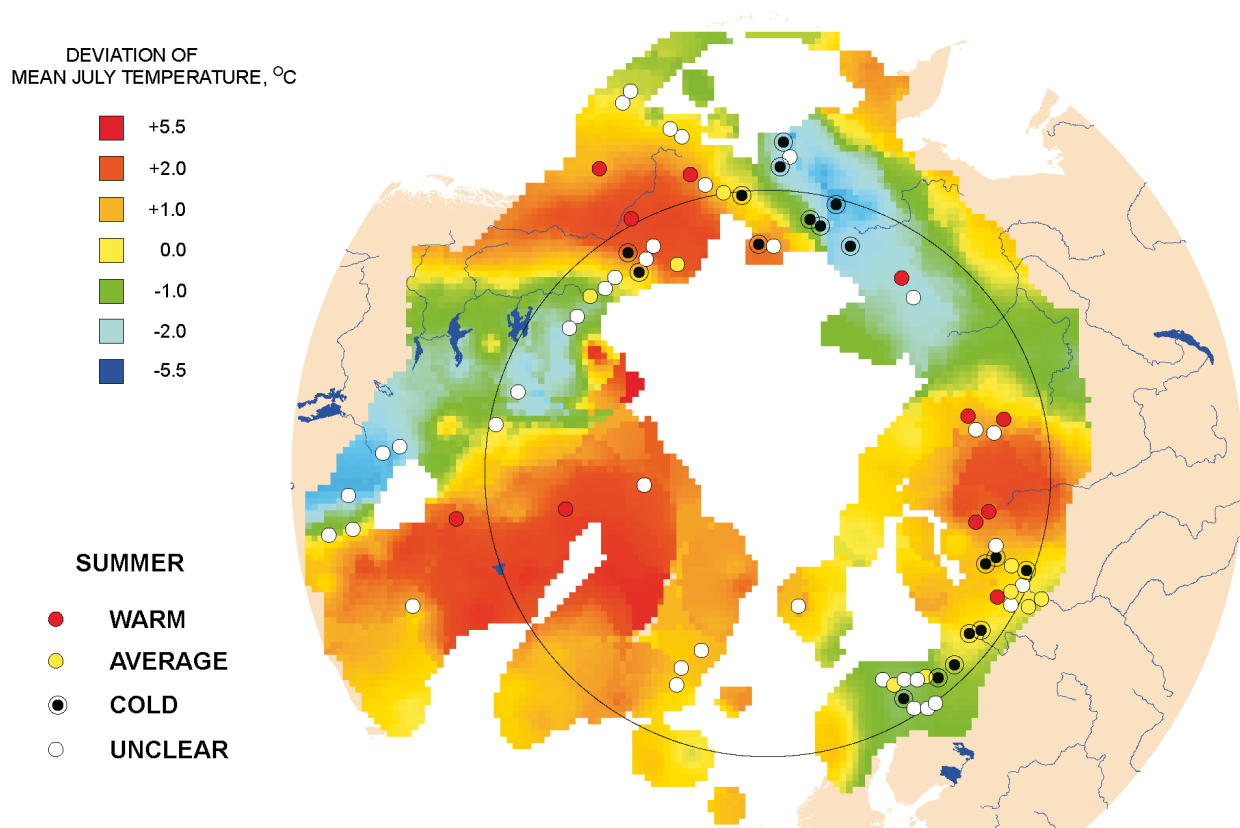 DEVIATION OF
MEAN JULY TEMPERATURE, °C
+5.5
+2.0
+1.0
0.0
-1.0
-2.0
-5.5
SUMMER
WARM
AVERAGE
COLD
UNCLEAR